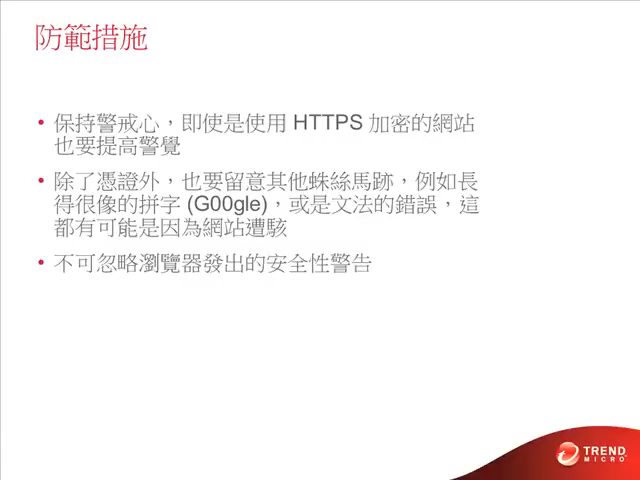 防範措施
• 保持警戒心，即使是使用 HTTPS 加密的網站
也要提高警覺
• 除了憑證外，也要留意其他蛛絲馬跡，例如長
得很像的拼字 (G00gle)，或是文法的錯誤，這
都有可能是因為網站遭駭
• 不可忽略瀏覽器發出的安全性警告
TREND
MICRO